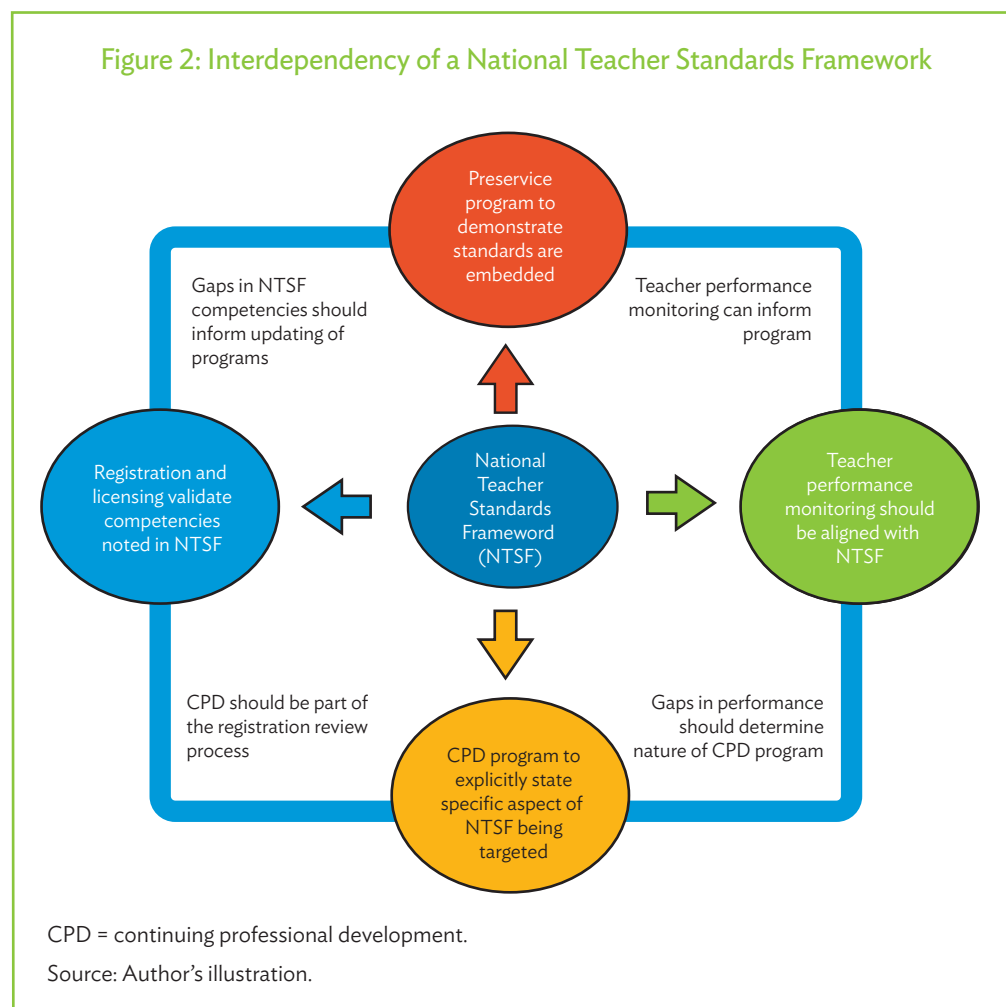 Figure 2: Interdependency of a National Teacher Standards Framework
Preservice
program to
demonstrate
standards are
embedded
Gaps in NTSF
competencies should
inform updating of
programs
Teacher performance
monitoring can inform
program
Registration and
licensing validate
competencies
noted in NTSF
National
Teacher
Standards
Frameword
(NTSF)
Teacher
performance
monitoring should
be aligned with
NTSF
CPD should be part of
the registration review
process
Gaps in performance
should determine
nature of CPD program
CPD program to
explicitly state
specific aspect of
NTSF being
targeted
CPD = continuing professional development.
Source: Author’s illustration.